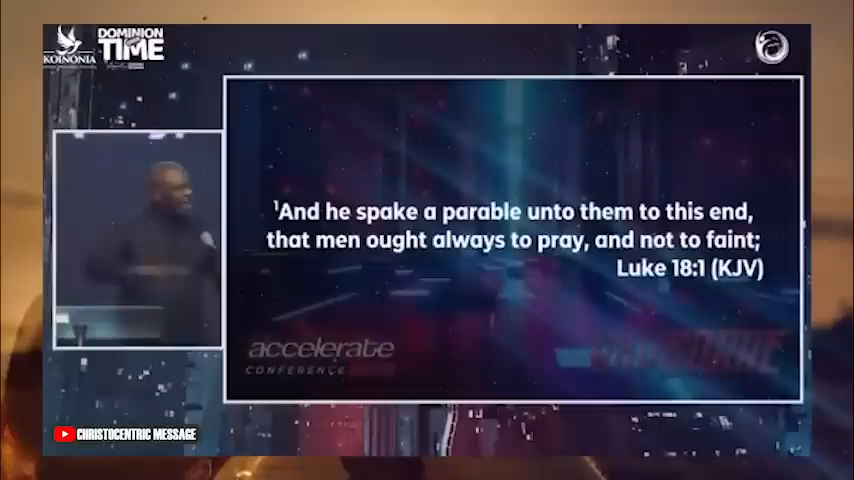 KOINONIA
DOMINION
TIME
¹And he spake a parable unto them to this end,
that men ought always to pray, and not to faint;
Luke 18:1 (KJV)
accelerate
CONFERENCE
CHRISTOCENTRIC MESSAGE